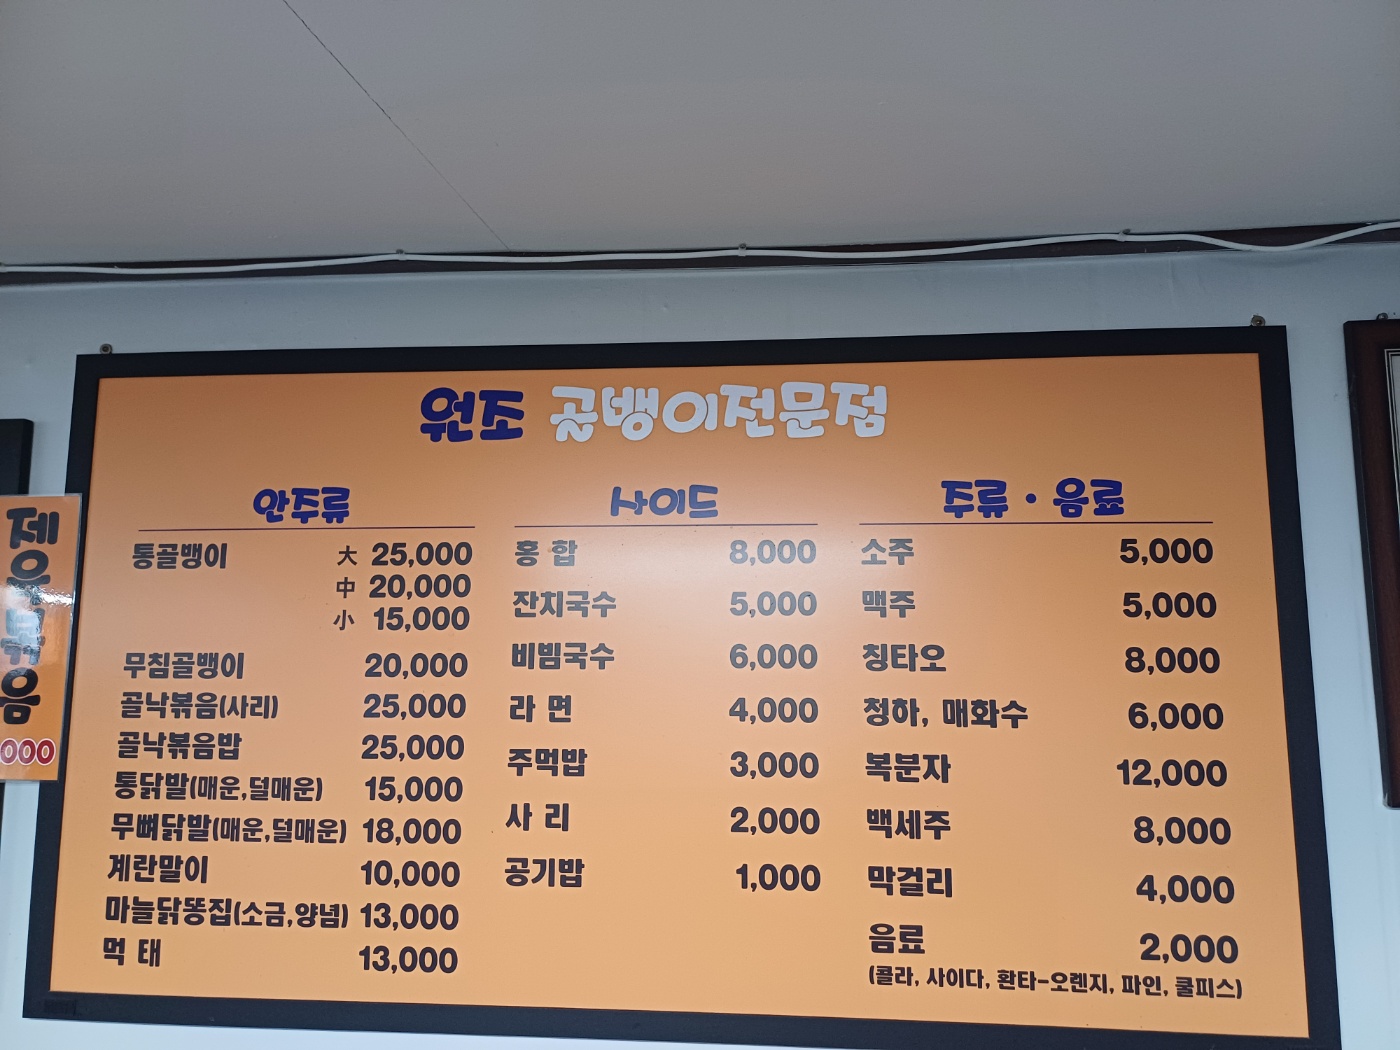 원조 골뱅이전문점
안주류
통골뱅이 大 25,000
中 20,000
小 15,000
무침골뱅이 20,000
골낙볶음(사리) 25,000
골낙볶음밥 25,000
통닭발(매운,덜매운) 15,000
무뼈닭발(매운,덜매운) 18,000
계란말이 10,000
마늘닭똥집(소금,양념) 13,000
먹 태 13,000
사이드
홍 합 8,000
잔치국수 5,000
비빔국수 6,000
라 면 4,000
주먹밥 3,000
사 리 2,000
공기밥 1,000
주류 · 음료
소주 5,000
맥주 5,000
칭타오 8,000
청하, 매화수 6,000
복분자 12,000
백세주 8,000
막걸리 4,000
음료 2,000
(콜라, 사이다, 환타-오렌지, 파인, 쿨피스)
제육볶음
000